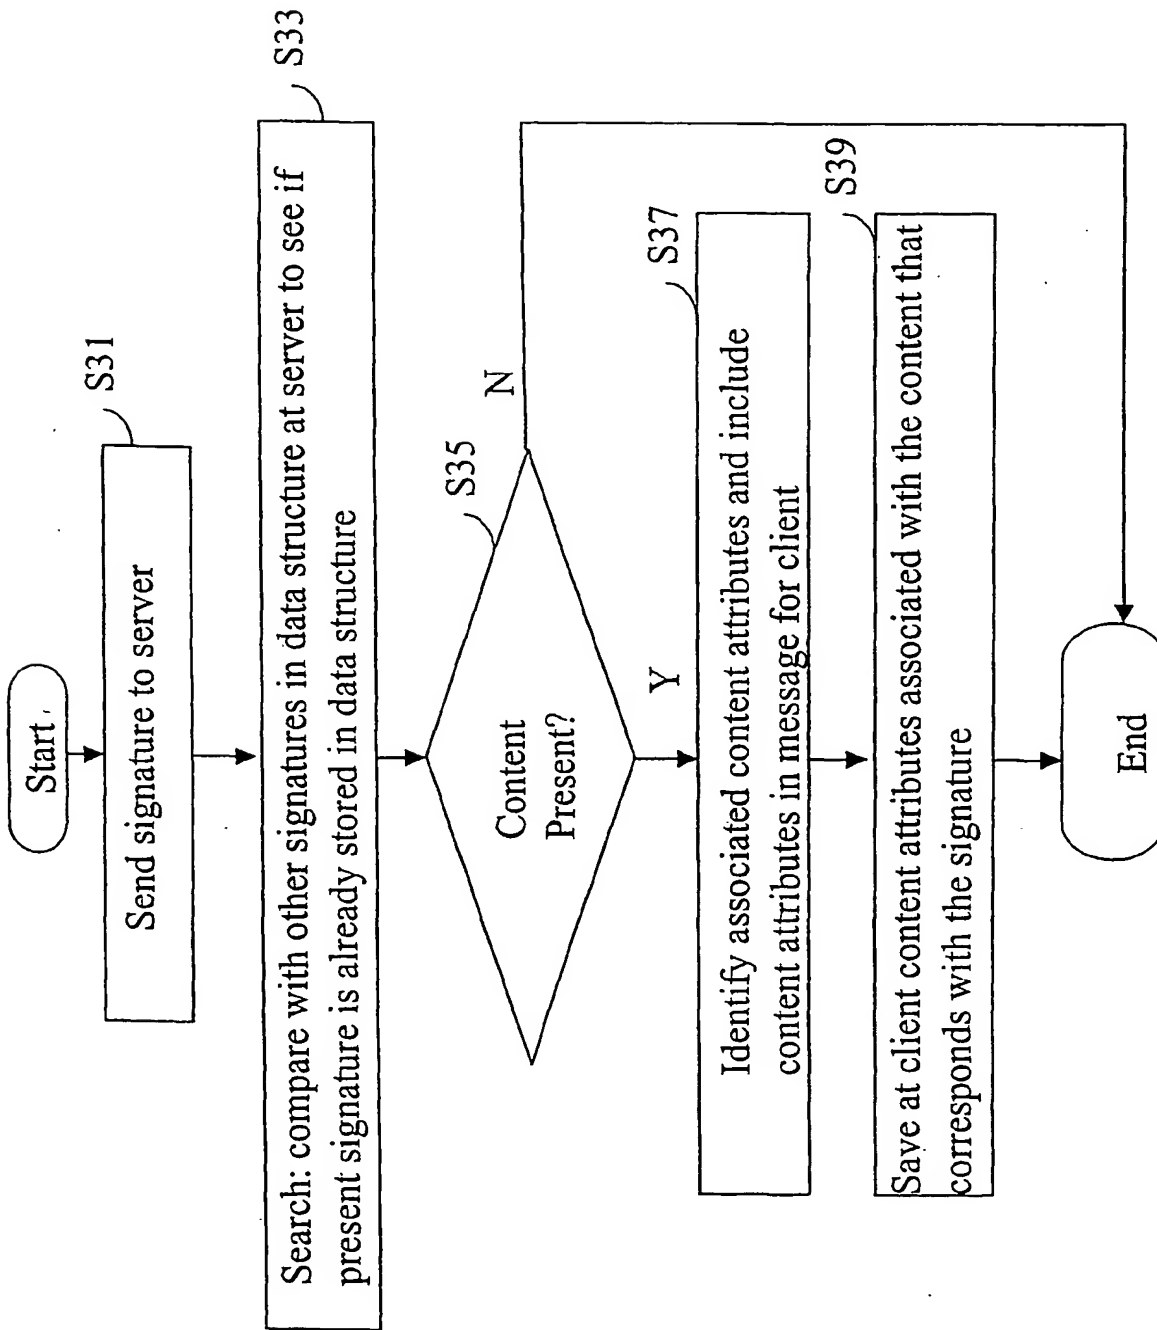 Start
S31
Send signature to server
S33
Search: compare with other signatures in data structure at server to see if
present signature is already stored in data structure
S35
Content
Present?
N
Y
S37
Identify associated content attributes and include
content attributes in message for client
S39
Save at client content attributes associated with the content that
corresponds with the signature
End